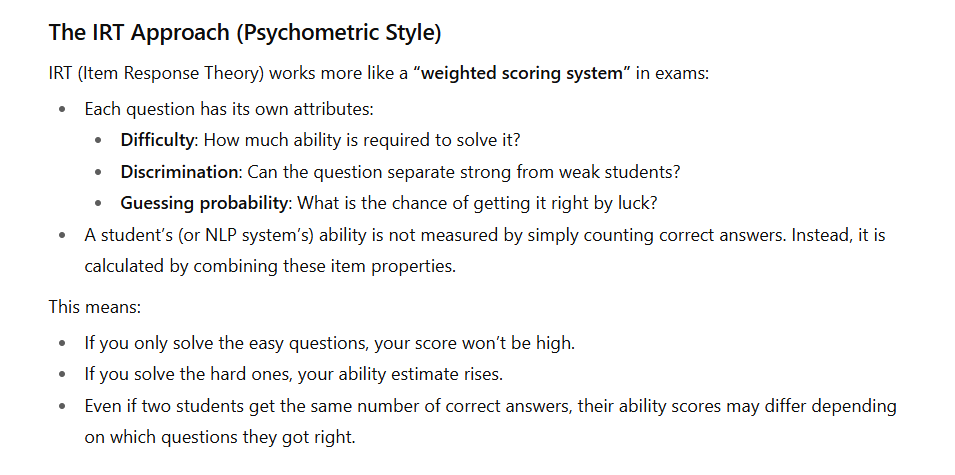 The IRT Approach (Psychometric Style)
IRT (Item Response Theory) works more like a “weighted scoring system” in exams:
• Each question has its own attributes:
• Difficulty: How much ability is required to solve it?
• Discrimination: Can the question separate strong from weak students?
• Guessing probability: What is the chance of getting it right by luck?
• A student’s (or NLP system’s) ability is not measured by simply counting correct answers. Instead, it is
calculated by combining these item properties.
This means:
• If you only solve the easy questions, your score won’t be high.
• If you solve the hard ones, your ability estimate rises.
• Even if two students get the same number of correct answers, their ability scores may differ depending
on which questions they got right.